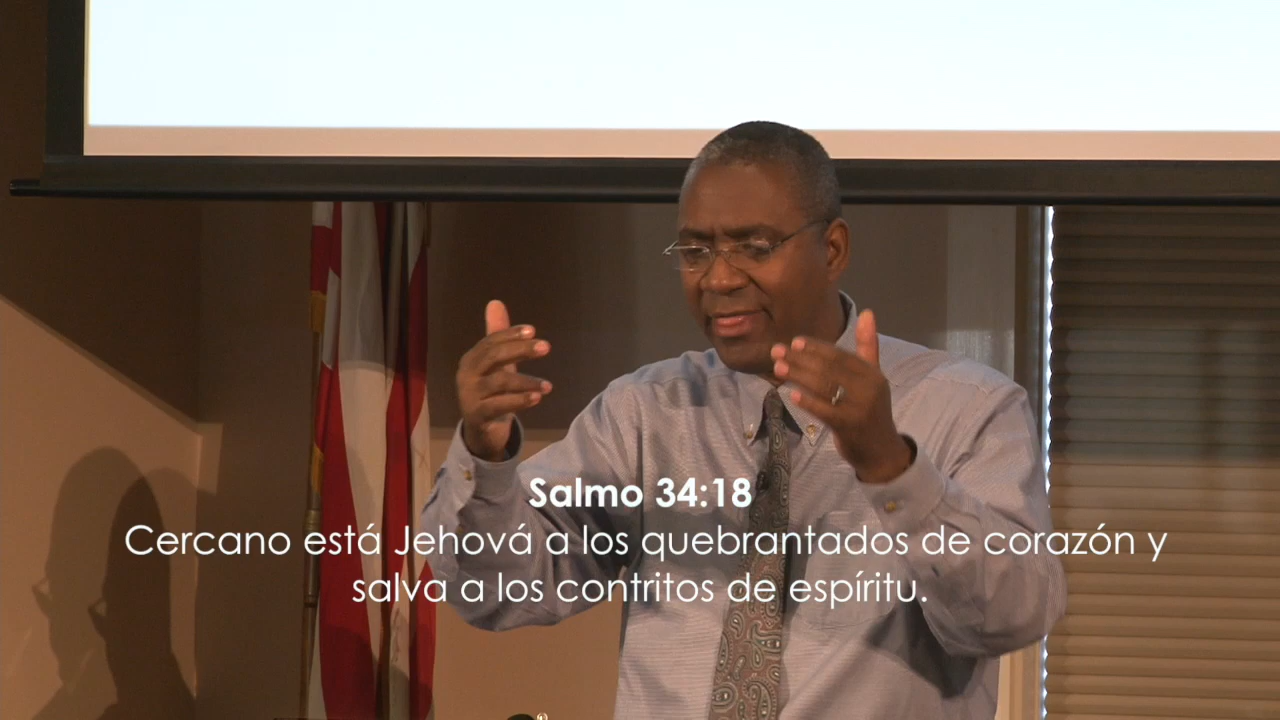 Salmo 34:18
Cercano está Jehová a los quebrantados de corazón y
salva a los contritos de espíritu.